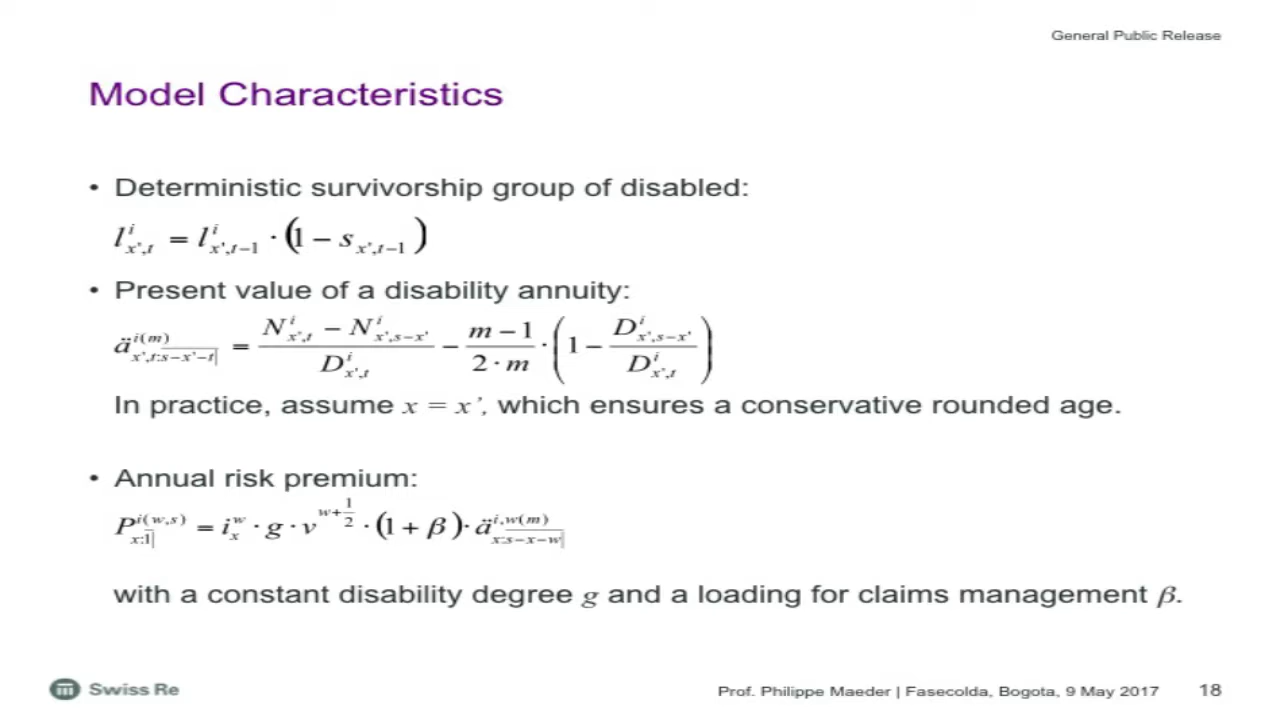 General Public Release
Model Characteristics
• Deterministic survivorship group of disabled:
l^i_{x',t} = l^i_{x',t−1} · (1 − s_{x',t−1})
• Present value of a disability annuity:
ä^{i(m)}_{x',t:s−x'−t|} = (N^i_{x',t} − N^i_{x',s−x'}) / D^i_{x',t} − (m − 1) / (2 · m) · (1 − D^i_{x',s−x'} / D^i_{x',t})
In practice, assume x = x', which ensures a conservative rounded age.
• Annual risk premium:
P^{i(w,s)}_{x:1|} = i^w_x · g · v^{w+1/2} · (1 + β) · ä^{i,w(m)}_{x:s−x−w|}
with a constant disability degree g and a loading for claims management β.
Swiss Re
Prof. Philippe Maeder | Fasecolda, Bogota, 9 May 2017 18